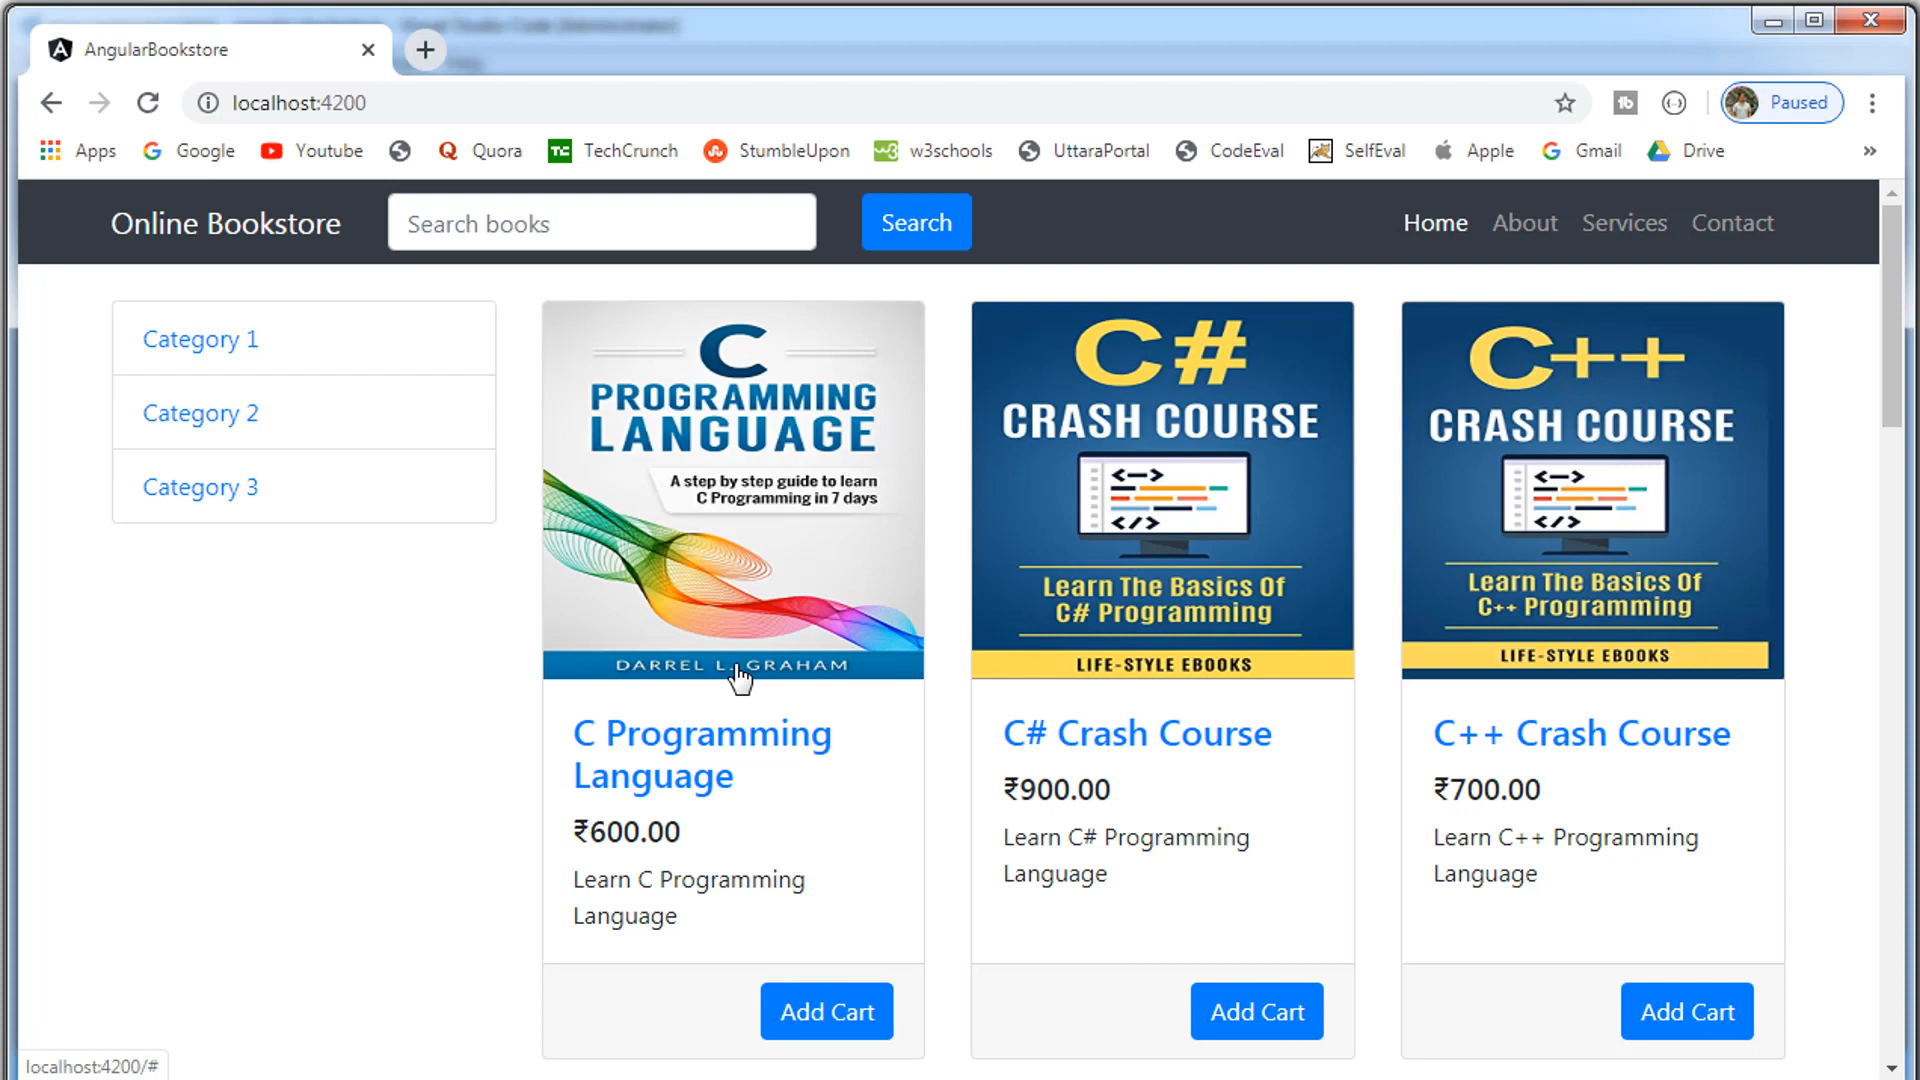 AngularBookstore
localhost:4200
Paused
Apps Google Youtube Quora TechCrunch StumbleUpon w3schools UttaraPortal CodeEval SelfEval Apple Gmail Drive »
Online Bookstore
Search books
Search
Home About Services Contact
Category 1
Category 2
Category 3
C
PROGRAMMING
LANGUAGE
A step by step guide to learn
C Programming in 7 days
DARREL L. GRAHAM
C Programming
Language
₹600.00
Learn C Programming
Language
Add Cart
C#
CRASH COURSE
Learn The Basics Of
C# Programming
LIFE-STYLE EBOOKS
C# Crash Course
₹900.00
Learn C# Programming
Language
Add Cart
C++
CRASH COURSE
Learn The Basics Of
C++ Programming
LIFE-STYLE EBOOKS
C++ Crash Course
₹700.00
Learn C++ Programming
Language
Add Cart
localhost:4200/#